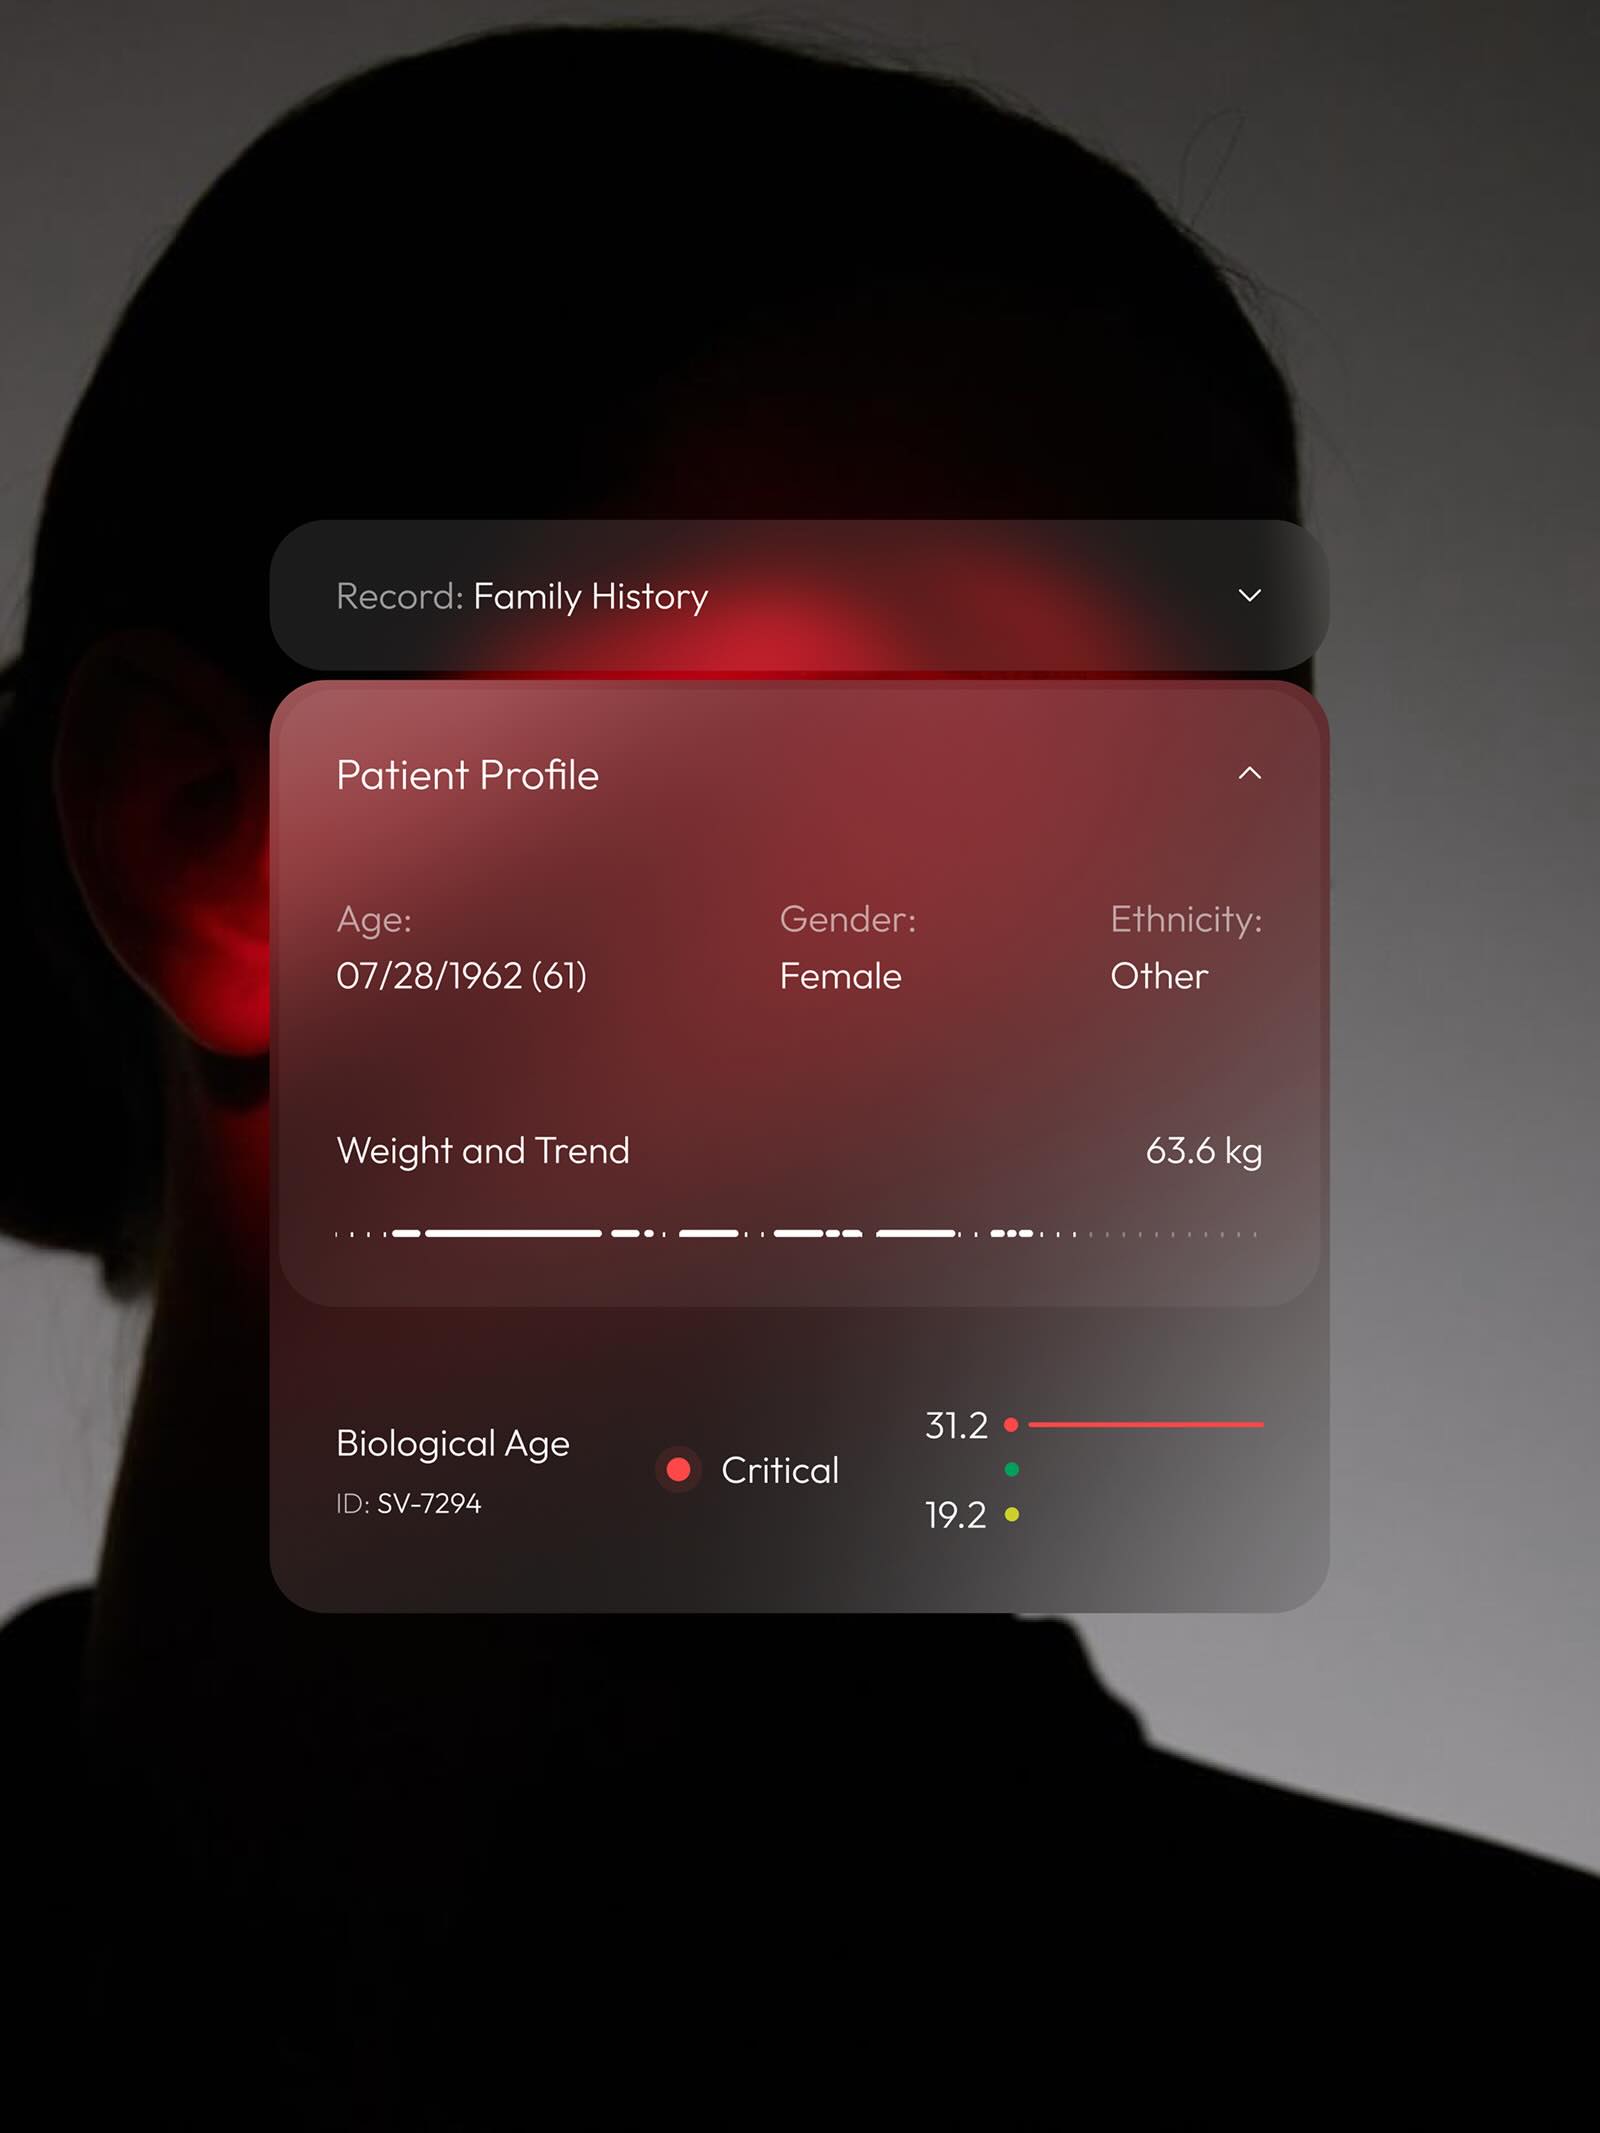 Record: Family History
Patient Profile
Age:
07/28/1962 (61)
Gender:
Female
Ethnicity:
Other
Weight and Trend
63.6 kg
Biological Age
ID: SV-7294
Critical
31.2
19.2